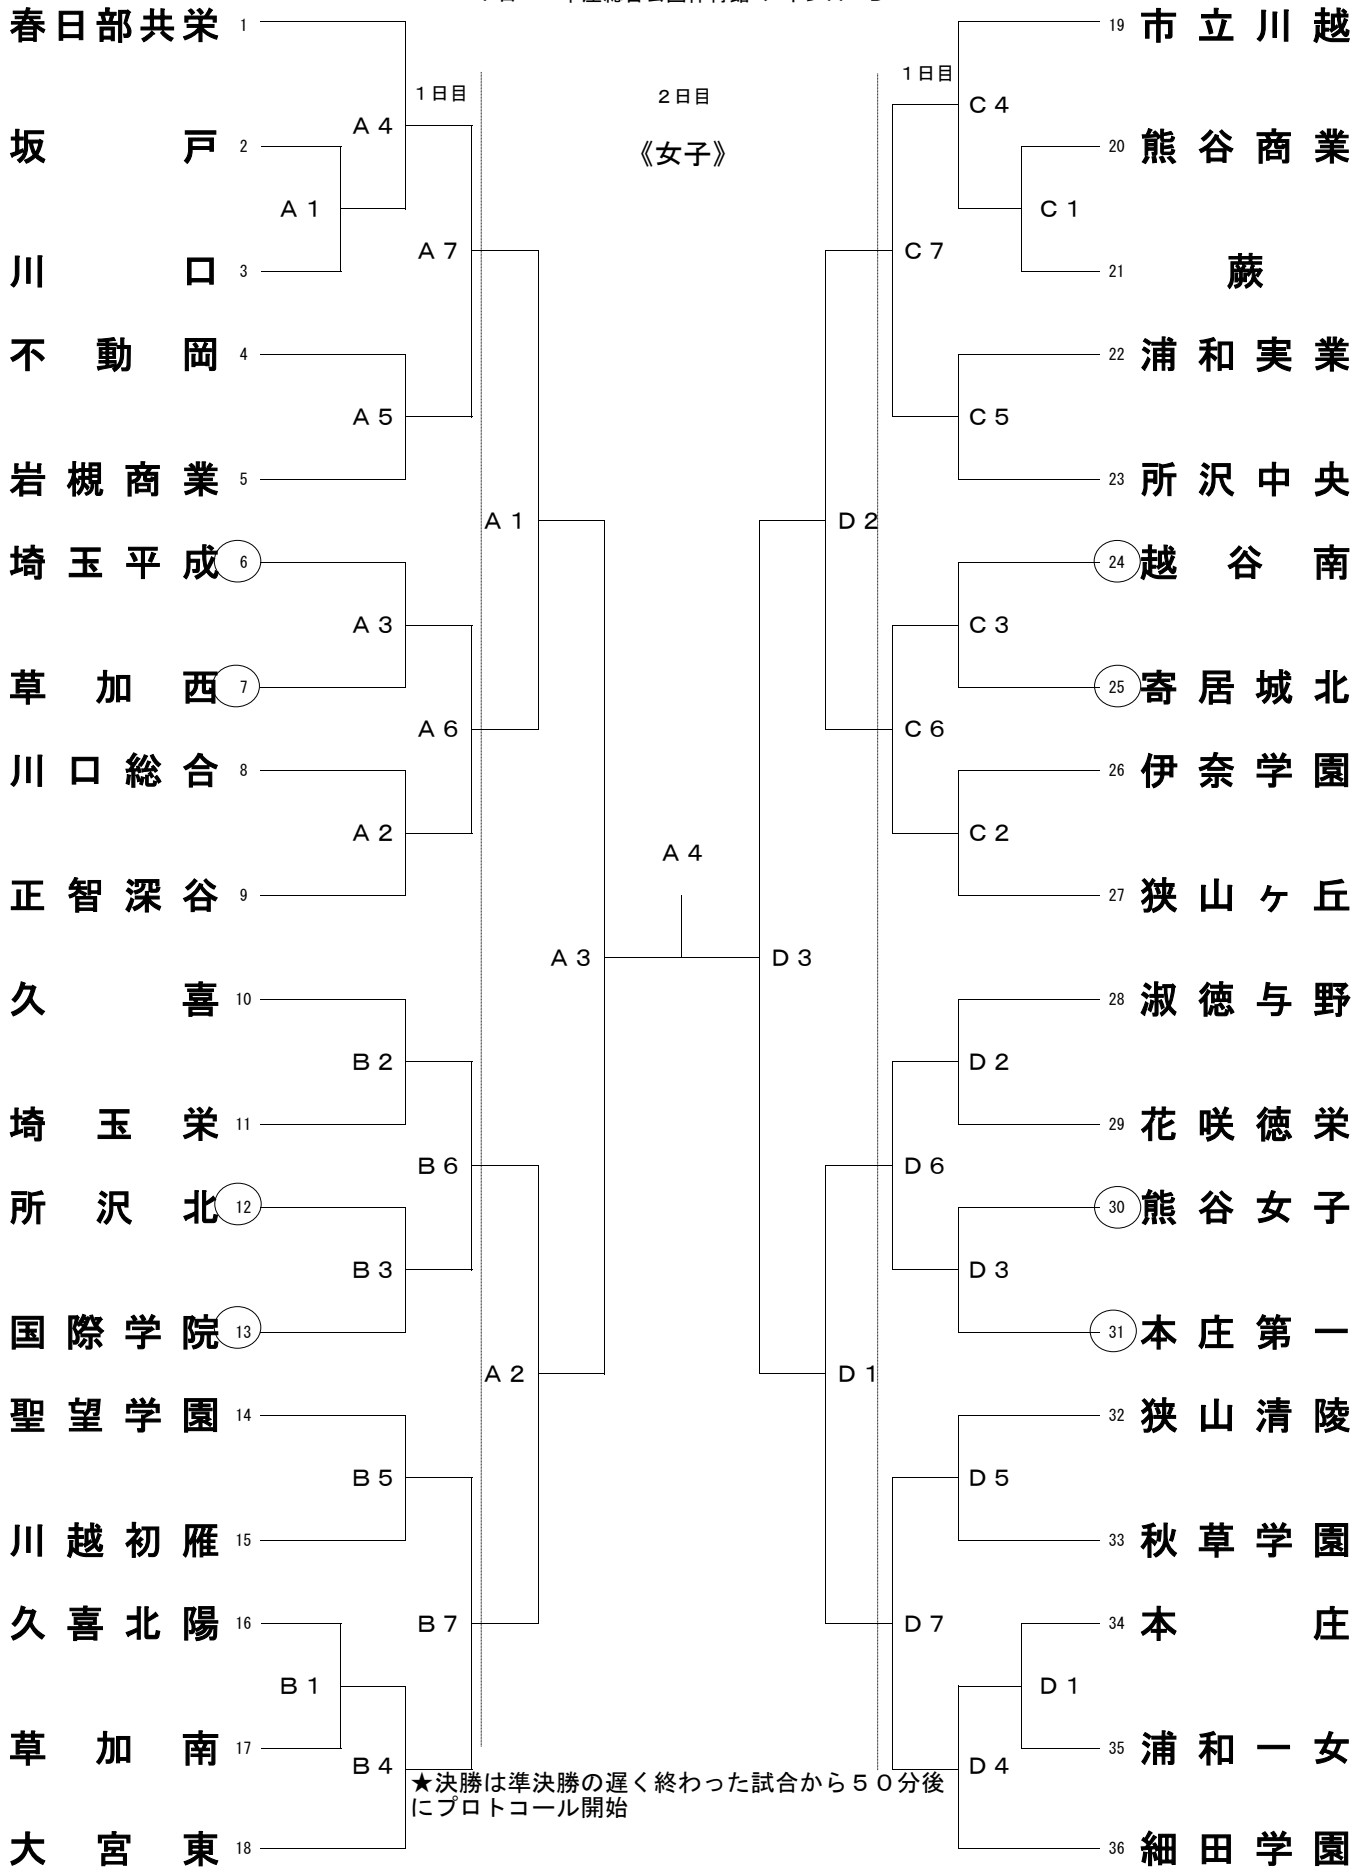 春日部共栄 1
坂戸 2
川口 3
不動岡 4
岩槻商業 5
埼玉平成 6
草加西 7
川口総合 8
正智深谷 9
久喜 10
埼玉栄 11
所沢北 12
国際学院 13
聖望学園 14
川越初雁 15
久喜北陽 16
草加南 17
大宮東 18
A1
A4
A5
A3
A2
B2
B3
B5
B1
B4
1日目
A7
A6
B6
B7
A1
A2
A3
2日目
《女子》
A4
D3
D2
D1
1日目
C7
C6
D6
D7
C4
C1
C5
C3
C2
D2
D3
D5
D1
D4
19 市立川越
20 熊谷商業
21 蕨
22 浦和実業
23 所沢中央
24 越谷南
25 寄居城北
26 伊奈学園
27 狭山ヶ丘
28 淑徳与野
29 花咲徳栄
30 熊谷女子
31 本庄第一
32 狭山清陵
33 秋草学園
34 本庄
35 浦和一女
36 細田学園
★決勝は準決勝の遅く終わった試合から50分後
にプロトコール開始